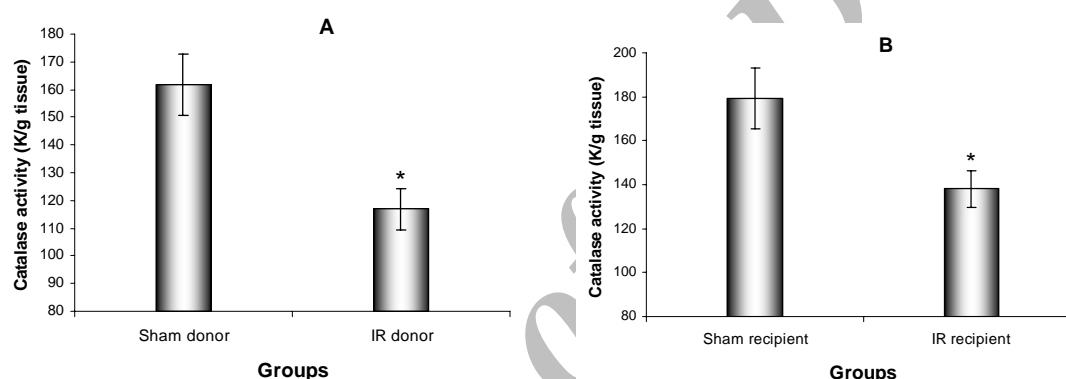 A
Catalase activity (K/g tissue)
180
170
160
150
140
130
120
110
100
90
80
*
Sham donor
IR donor
Groups
B
Catalase activity (K/g tissue)
200
180
160
140
120
100
80
*
Sham recipient
IR recipient
Groups